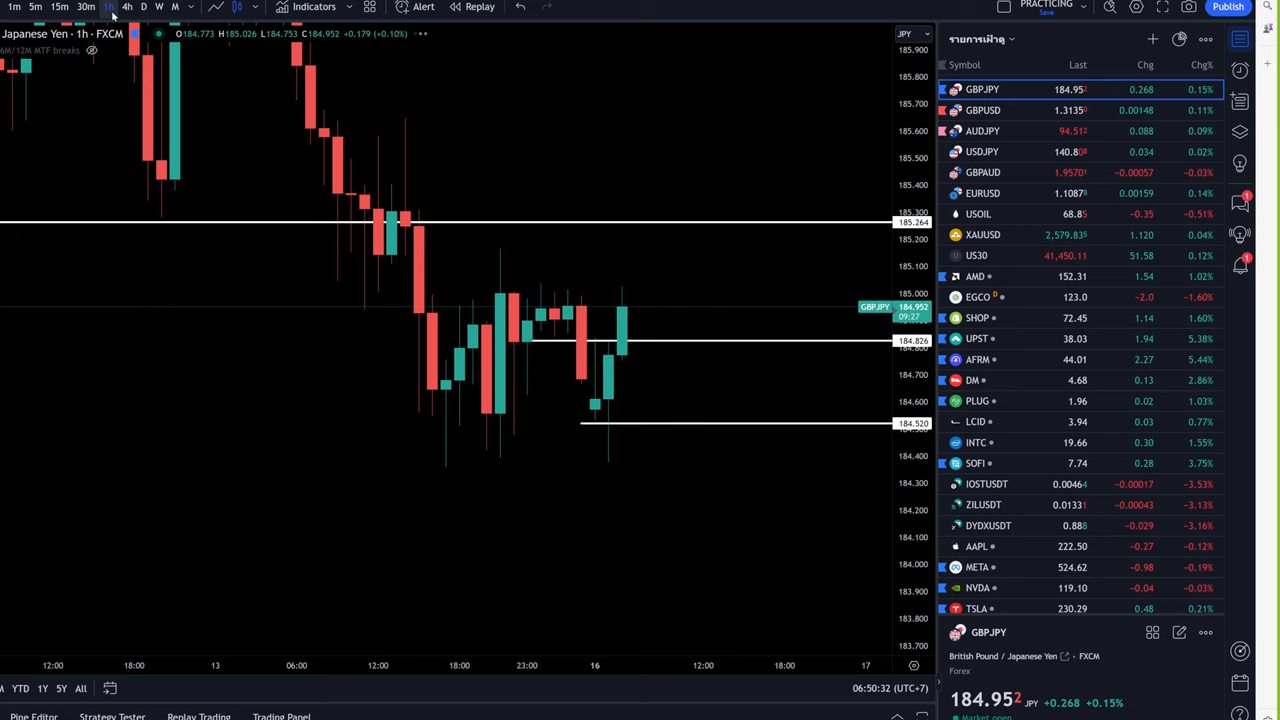 1m 5m 15m 30m 1h 4h D W M Indicators Alert Replay PRACTICING Save Publish
Japanese Yen · 1h · FXCM O184.773 H185.026 L184.753 C184.952 +0.179 (+0.10%)
6M/12M MTF breaks
JPY
185.900
185.800
185.700
185.600
185.500
185.400
185.300
185.264
185.200
185.100
185.000
GBPJPY 184.952
09:27
184.826
184.800
184.700
184.600
184.520
184.400
184.300
184.200
184.100
184.000
183.900
183.800
183.700
12:00 18:00 13 06:00 12:00 18:00 23:00 16 12:00 18:00 17
YTD 1Y 5Y All 06:50:32 (UTC+7)
Pine Editor Strategy Tester Replay Trading Trading Panel
รายการเฝ้าดู
Symbol Last Chg Chg%
GBPJPY 184.952 0.268 0.15%
GBPUSD 1.31350 0.00148 0.11%
AUDJPY 94.512 0.088 0.09%
USDJPY 140.808 0.034 0.02%
GBPAUD 1.95701 −0.00057 −0.03%
EURUSD 1.10878 0.00159 0.14%
USOIL 68.85 −0.35 −0.51%
XAUUSD 2,579.835 1.120 0.04%
US30 41,450.11 51.58 0.12%
AMD 152.31 1.54 1.02%
EGCO D 123.0 −2.0 −1.60%
SHOP 72.45 1.14 1.60%
UPST 38.03 1.94 5.38%
AFRM 44.01 2.27 5.44%
DM 4.68 0.13 2.86%
PLUG 1.96 0.02 1.03%
LCID 3.94 0.03 0.77%
INTC 19.66 0.30 1.55%
SOFI 7.74 0.28 3.75%
IOSTUSDT 0.00464 −0.00017 −3.53%
ZILUSDT 0.01331 −0.00043 −3.13%
DYDXUSDT 0.888 −0.029 −3.16%
AAPL 222.50 −0.27 −0.12%
META 524.62 −0.98 −0.19%
NVDA 119.10 −0.04 −0.03%
TSLA 230.29 0.48 0.21%
GBPJPY
British Pound / Japanese Yen · FXCM
Forex
184.952 JPY +0.268 +0.15%
Market open
1
1